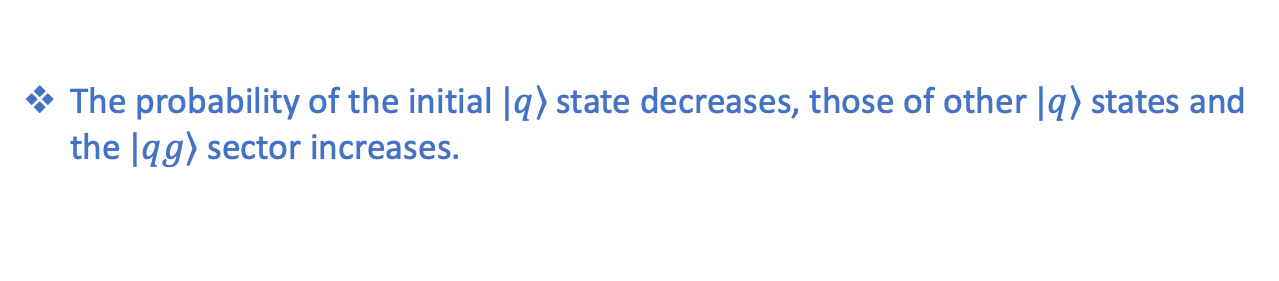 ❖ The probability of the initial |q⟩ state decreases, those of other |q⟩ states and
the |qg⟩ sector increases.